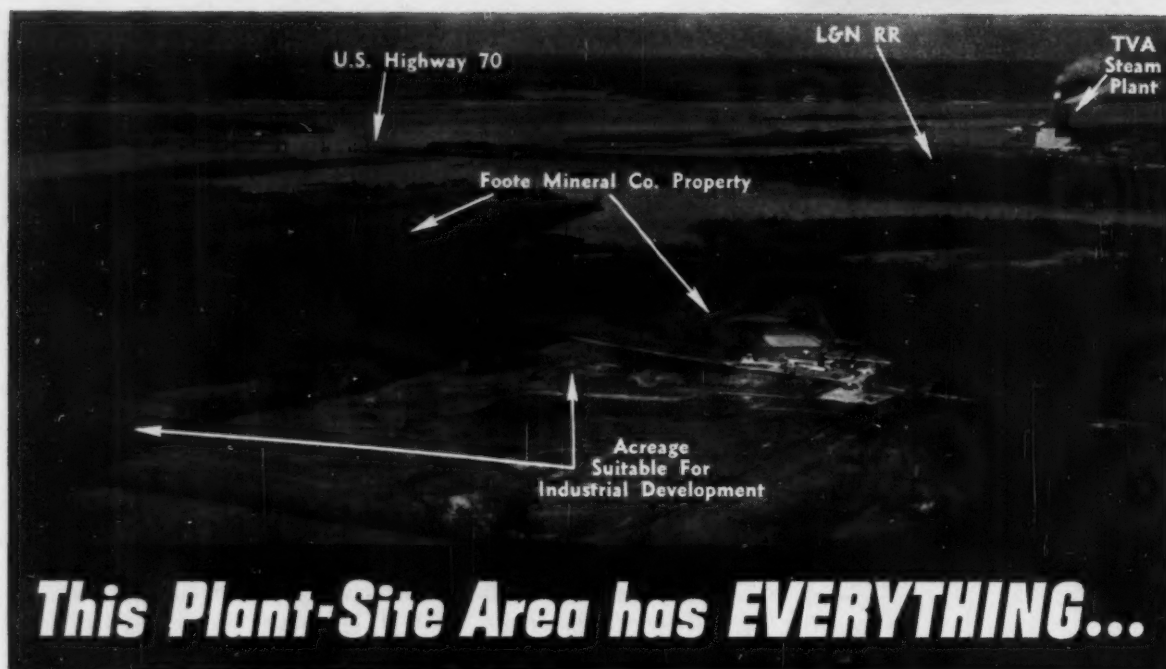 U.S. Highway 70
L&N RR
TVA
Steam
Plant
Foote Mineral Co. Property
Acreage
Suitable For
Industrial Development
This Plant-Site Area has EVERYTHING...